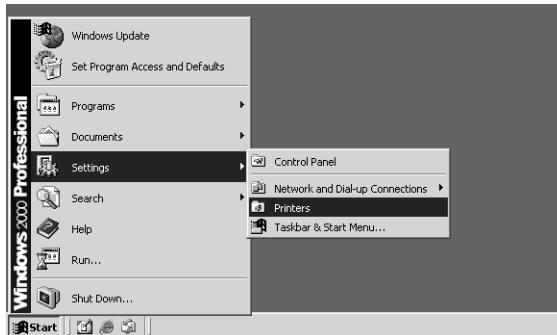 Windows 2000 Professional
Windows Update
Set Program Access and Defaults
Programs
Documents
Settings
Search
Help
Run...
Shut Down...
Control Panel
Network and Dial-up Connections
Printers
Taskbar & Start Menu...
Start